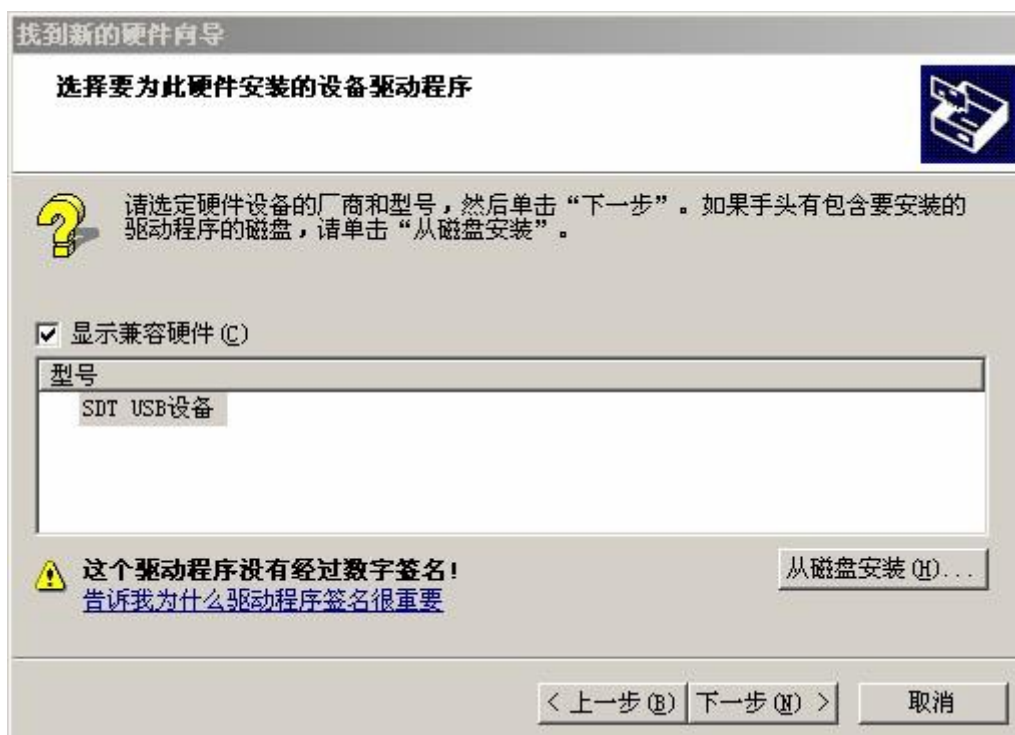 找到新的硬件向导
选择要为此硬件安装的设备驱动程序
请选定硬件设备的厂商和型号，然后单击“下一步”。如果手头有包含要安装的
驱动程序的磁盘，请单击“从磁盘安装”。
显示兼容硬件(C)
型号
SDT USB设备
这个驱动程序没有经过数字签名!
从磁盘安装(H)...
告诉我为什么驱动程序签名很重要
< 上一步(B) 下一步(N) > 取消